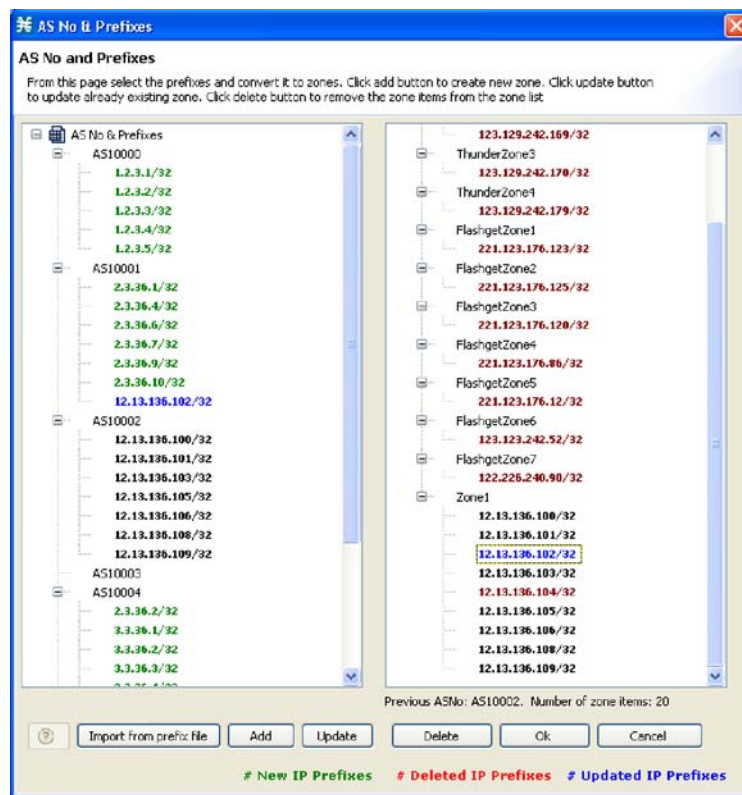 AS No & Prefixes
AS No and Prefixes
From this page select the prefixes and convert it to zones. Click add button to create new zone. Click update button
to update already existing zone. Click delete button to remove the zone items from the zone list
AS No & Prefixes
AS10000
1.2.3.1/32
1.2.3.2/32
1.2.3.3/32
1.2.3.4/32
1.2.3.5/32
AS10001
2.3.36.1/32
2.3.36.4/32
2.3.36.6/32
2.3.36.7/32
2.3.36.9/32
2.3.36.10/32
12.13.136.102/32
AS10002
12.13.136.100/32
12.13.136.101/32
12.13.136.103/32
12.13.136.105/32
12.13.136.106/32
12.13.136.108/32
12.13.136.109/32
AS10003
AS10004
2.3.36.2/32
3.3.36.1/32
3.3.36.2/32
3.3.36.3/32
123.129.242.169/32
ThunderZone3
123.129.242.170/32
ThunderZone4
123.129.242.179/32
FlashgetZone1
221.123.176.123/32
FlashgetZone2
221.123.176.125/32
FlashgetZone3
221.123.176.120/32
FlashgetZone4
221.123.176.86/32
FlashgetZone5
221.123.176.12/32
FlashgetZone6
123.123.242.52/32
FlashgetZone7
122.226.240.90/32
Zone1
12.13.136.100/32
12.13.136.101/32
12.13.136.102/32
12.13.136.103/32
12.13.136.104/32
12.13.136.105/32
12.13.136.106/32
12.13.136.108/32
12.13.136.109/32
Previous ASNo: AS10002. Number of zone items: 20
? Import from prefix file Add Update Delete Ok Cancel
# New IP Prefixes # Deleted IP Prefixes # Updated IP Prefixes